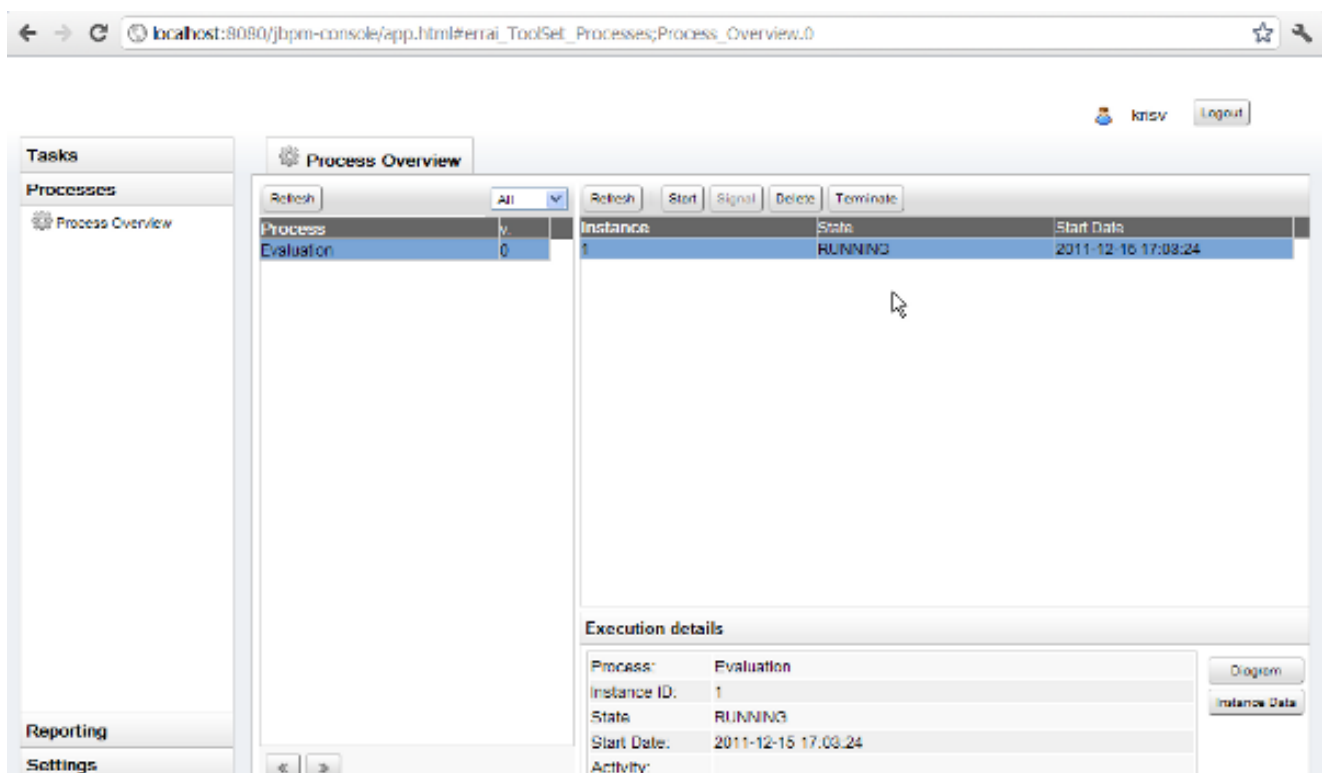 localhost:8080/jbpm-console/app.html#errai_ToolSet_Processes;Process_Overview.0
krisv Logout
Tasks
Processes
Process Overview
Reporting
Settings
Process Overview
Refresh All
Process v.
Evaluation 0
« »
Refresh Start Signal Delete Terminate
Instance State Start Date
1 RUNNING 2011-12-15 17:03:24
Execution details
Process: Evaluation
Instance ID: 1
State RUNNING
Start Date: 2011-12-15 17:03:24
Activity:
Diagram
Instance Data